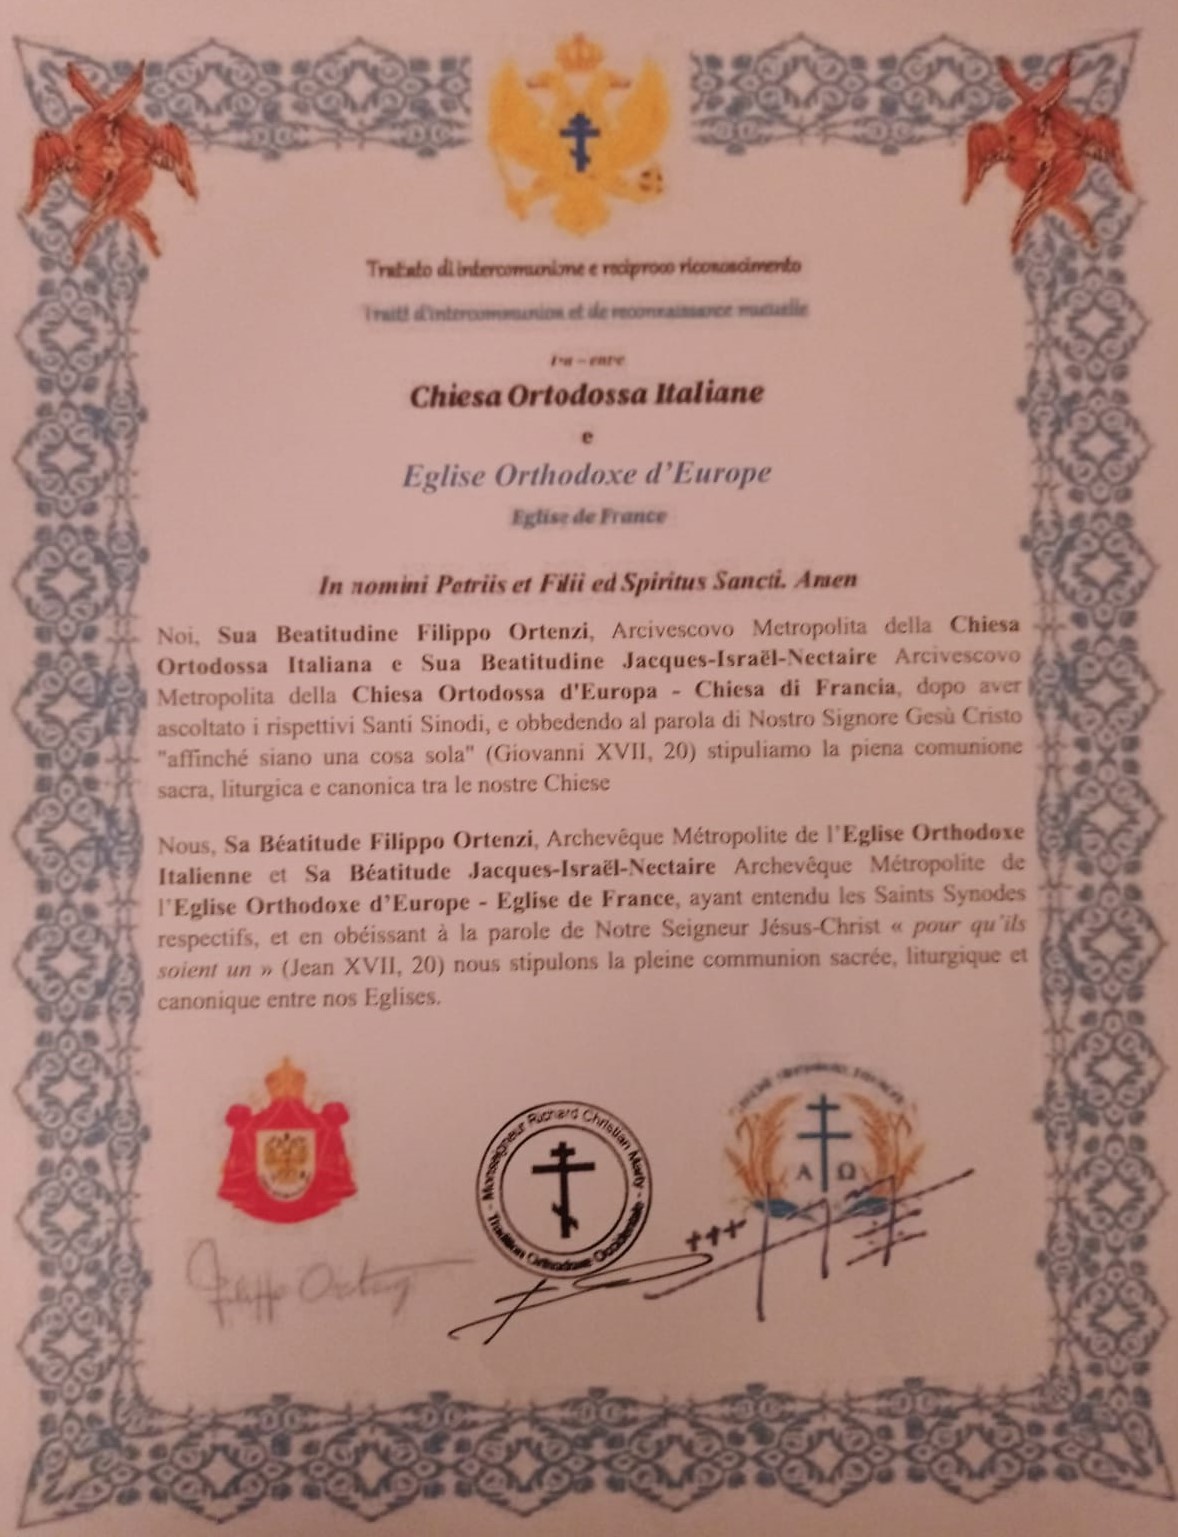 Trattato di intercomunione e reciproco riconoscimento
Traité d'intercommunion et de reconnaissance mutuelle
tra – entre
Chiesa Ortodossa Italiane
e
Eglise Orthodoxe d'Europe
Eglise de France
In nomini Petriis et Filii ed Spiritus Sancti. Amen
Noi, Sua Beatitudine Filippo Ortenzi, Arcivescovo Metropolita della Chiesa
Ortodossa Italiana e Sua Beatitudine Jacques-Israël-Nectaire Arcivescovo
Metropolita della Chiesa Ortodossa d'Europa - Chiesa di Francia, dopo aver
ascoltato i rispettivi Santi Sinodi, e obbedendo al parola di Nostro Signore Gesù Cristo
"affinché siano una cosa sola" (Giovanni XVII, 20) stipuliamo la piena comunione
sacra, liturgica e canonica tra le nostre Chiese
Nous, Sa Béatitude Filippo Ortenzi, Archevêque Métropolite de l'Eglise Orthodoxe
Italienne et Sa Béatitude Jacques-Israël-Nectaire Archevêque Métropolite de
l'Eglise Orthodoxe d'Europe - Eglise de France, ayant entendu les Saints Synodes
respectifs, et en obéissant à la parole de Notre Seigneur Jésus-Christ « pour qu'ils
soient un » (Jean XVII, 20) nous stipulons la pleine communion sacrée, liturgique et
canonique entre nos Eglises.
- Monseigneur Richard Christian Marty -
Tradition Orthodoxe Occidentale
Α Ω
Filippo Ortenzi
+++